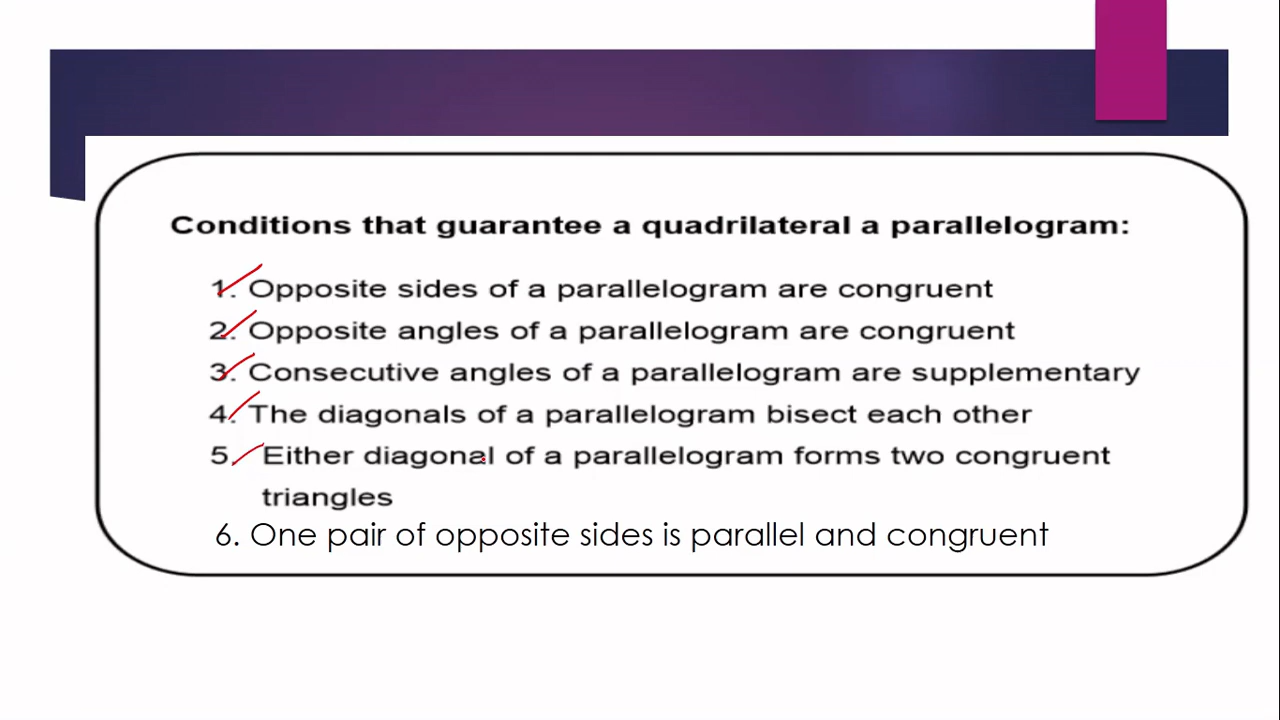 Conditions that guarantee a quadrilateral a parallelogram:
1. Opposite sides of a parallelogram are congruent
2. Opposite angles of a parallelogram are congruent
3. Consecutive angles of a parallelogram are supplementary
4. The diagonals of a parallelogram bisect each other
5. Either diagonal of a parallelogram forms two congruent
triangles
6. One pair of opposite sides is parallel and congruent